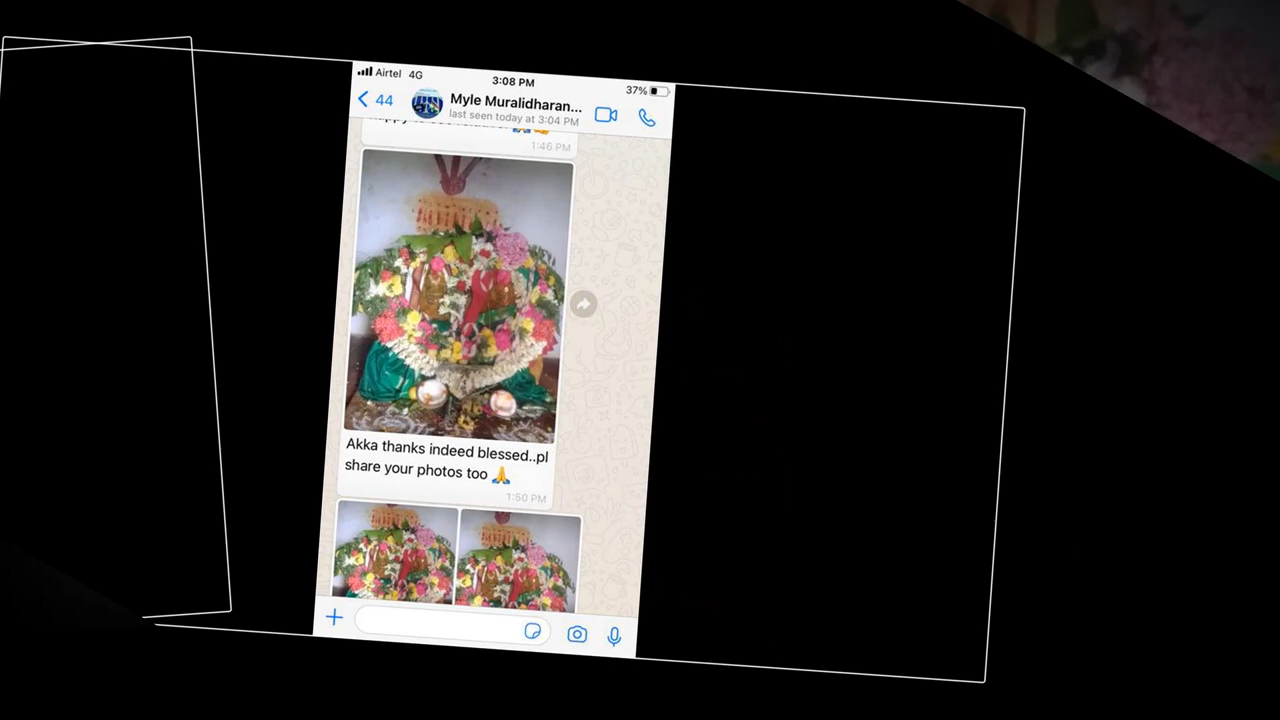 Airtel 4G
3:08 PM
37%
44
Myle Muralidharan...
last seen today at 3:04 PM
1:46 PM
Akka thanks indeed blessed..pl
share your photos too 🙏
1:50 PM